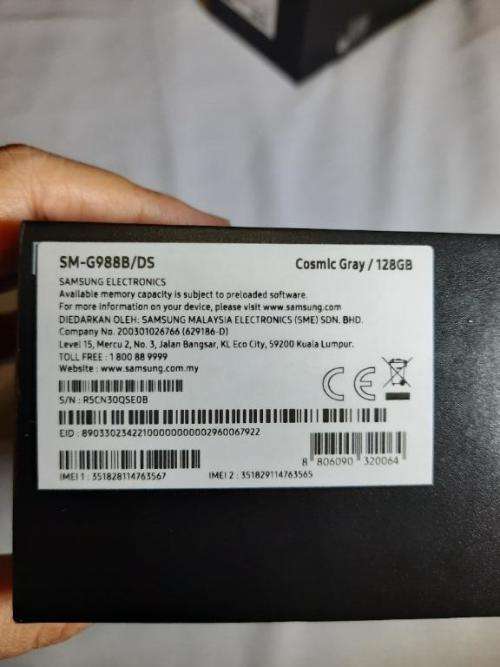 SM-G988B/DS
Cosmic Gray / 128GB
SAMSUNG ELECTRONICS
Available memory capacity is subject to preloaded software.
For more information on your device, please visit www.samsung.com
DIEDARKAN OLEH: SAMSUNG MALAYSIA ELECTRONICS (SME) SDN. BHD.
Company No. 200301026766 (629186-D)
Level 15, Mercu 2, No. 3, Jalan Bangsar, KL Eco City, 59200 Kuala Lumpur.
TOLL FREE : 1 800 88 9999
Website : www.samsung.com
CE
S/N : R5CN30QSE0B
EID : 89033023422100000000002960067922
8 806090 320064
IMEI 1 : 351828114763567
IMEI 2 : 351829114763565